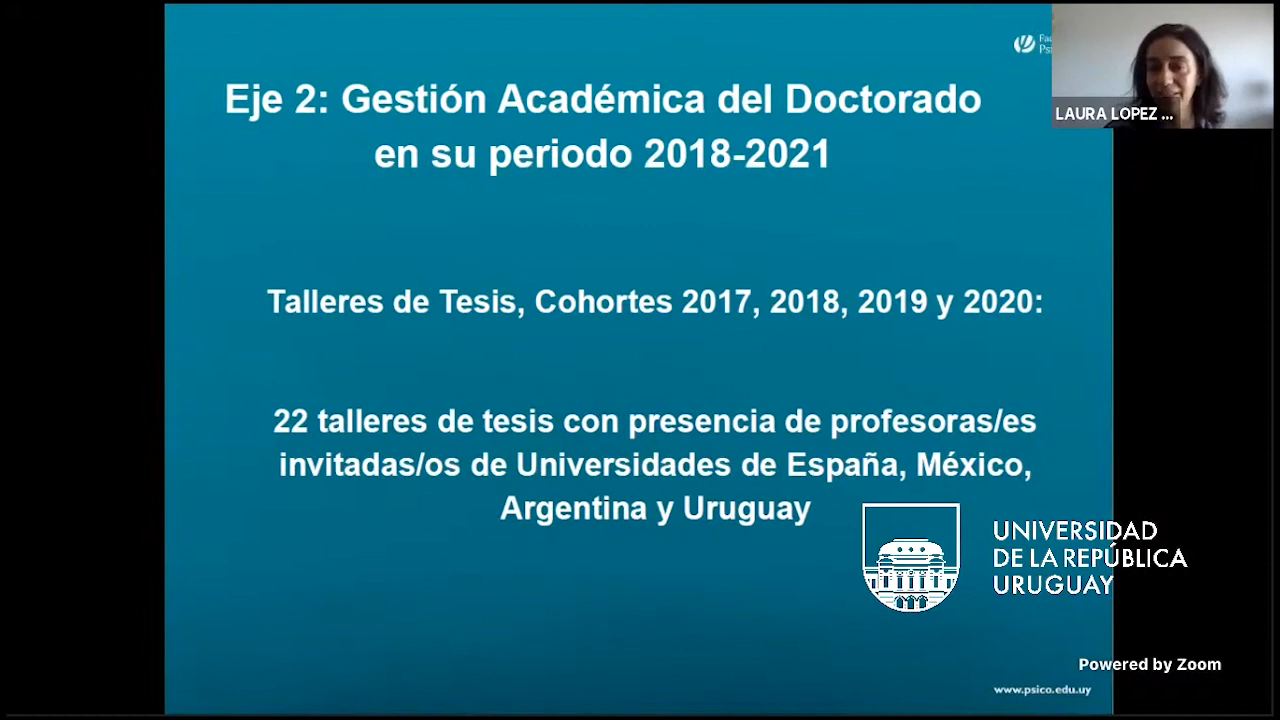 Eje 2: Gestión Académica del Doctorado
en su periodo 2018-2021
LAURA LOPEZ ...
Talleres de Tesis, Cohortes 2017, 2018, 2019 y 2020:
22 talleres de tesis con presencia de profesoras/es
invitadas/os de Universidades de España, México,
Argentina y Uruguay
UNIVERSIDAD
DE LA REPÚBLICA
URUGUAY
Powered by Zoom
www.psico.edu.uy